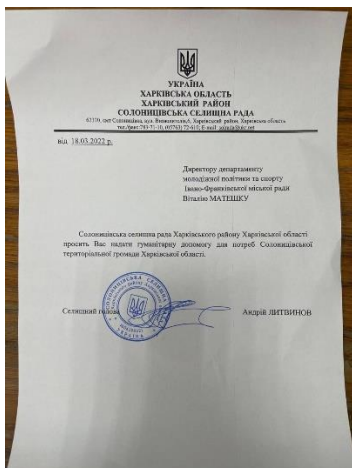 УКРАЇНА
ХАРКІВСЬКА ОБЛАСТЬ
ХАРКІВСЬКИЙ РАЙОН
СОЛОНИЦІВСЬКА СЕЛИЩНА РАДА
від 18.03.2022 р.
Директору департаменту
молодіжної політики та спорту
Івано-Франківської міської ради
Віталію МАТЕШКУ
Солоницівська селищна рада Харківського району Харківської області
просить Вас надати гуманітарну допомогу для потреб Солоницівської
територіальної громади Харківської області.
Селищний голова
Андрій ЛИТВИНОВ
УКРАЇНА